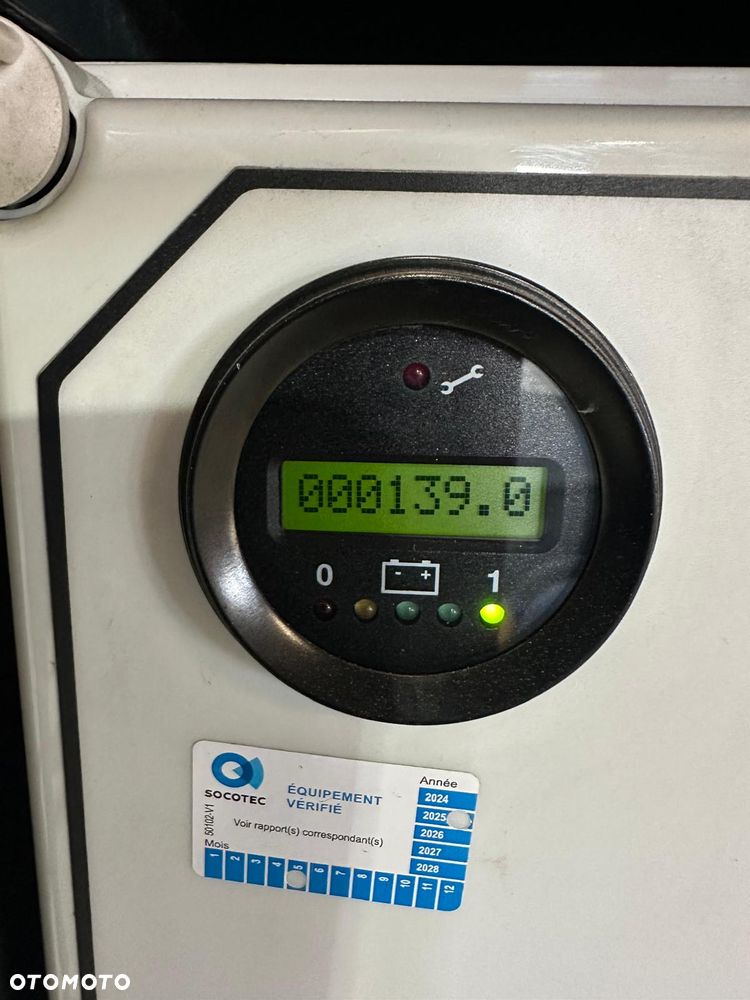 000139.0
0 - + 1
SOCOTEC
ÉQUIPEMENT
VÉRIFIÉ
Voir rapport(s) correspondant(s)
50102-V1
Année
2024
2025
2026
2027
2028
Mois
1 2 3 4 5 6 7 8 9 10 11 12
OTOMOTO